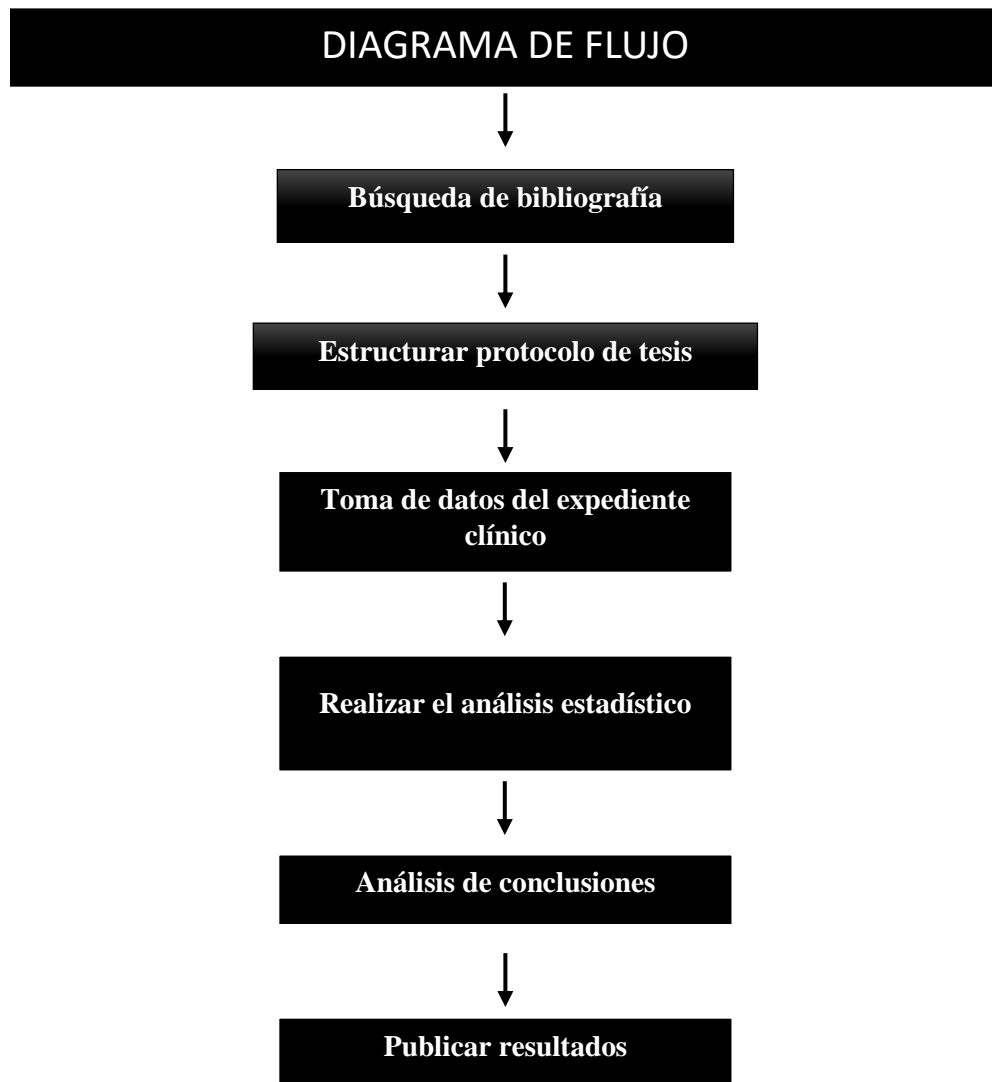 DIAGRAMA DE FLUJO
Búsqueda de bibliografía
Estructurar protocolo de tesis
Toma de datos del expediente
clínico
Realizar el análisis estadístico
Análisis de conclusiones
Publicar resultados